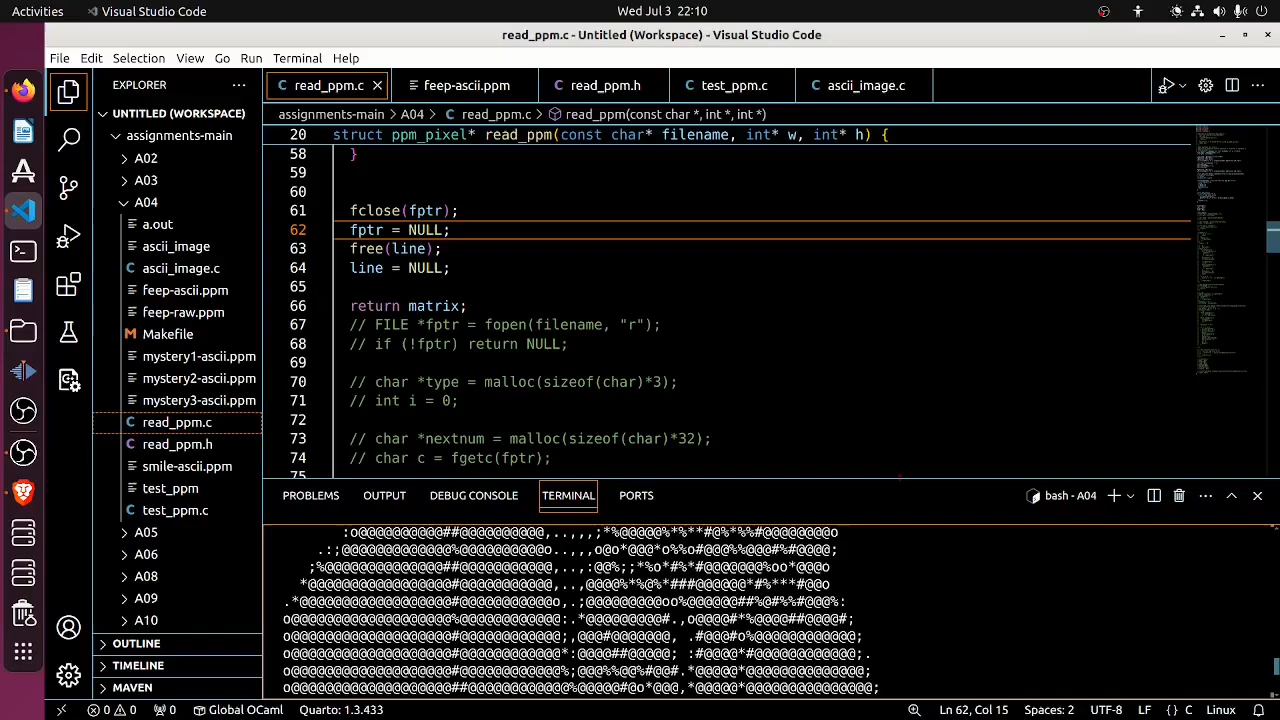 Activities
Visual Studio Code
Wed Jul 3 22:10
read_ppm.c - Untitled (Workspace) - Visual Studio Code
File Edit Selection View Go Run Terminal Help
EXPLORER
UNTITLED (WORKSPACE)
assignments-main
A02
A03
A04
a.out
ascii_image
ascii_image.c
feep-ascii.ppm
feep-raw.ppm
Makefile
mystery1-ascii.ppm
mystery2-ascii.ppm
mystery3-ascii.ppm
read_ppm.c
read_ppm.h
smile-ascii.ppm
test_ppm
test_ppm.c
A05
A06
A08
A09
A10
OUTLINE
TIMELINE
MAVEN
read_ppm.c
feep-ascii.ppm
read_ppm.h
test_ppm.c
ascii_image.c
assignments-main > A04 > C read_ppm.c > read_ppm(const char *, int *, int *)
20 struct ppm_pixel* read_ppm(const char* filename, int* w, int* h) {
58 }
59
60
61 fclose(fptr);
62 fptr = NULL;
63 free(line);
64 line = NULL;
65
66 return matrix;
67 // FILE *fptr = fopen(filename, "r");
68 // if (!fptr) return NULL;
69
70 // char *type = malloc(sizeof(char)*3);
71 // int i = 0;
72
73 // char *nextnum = malloc(sizeof(char)*32);
74 // char c = fgetc(fptr);
75
PROBLEMS OUTPUT DEBUG CONSOLE TERMINAL PORTS
bash - A04
0 0 0
Global OCaml
Quarto: 1.3.433
Ln 62, Col 15
Spaces: 2
UTF-8
LF
{} C
Linux